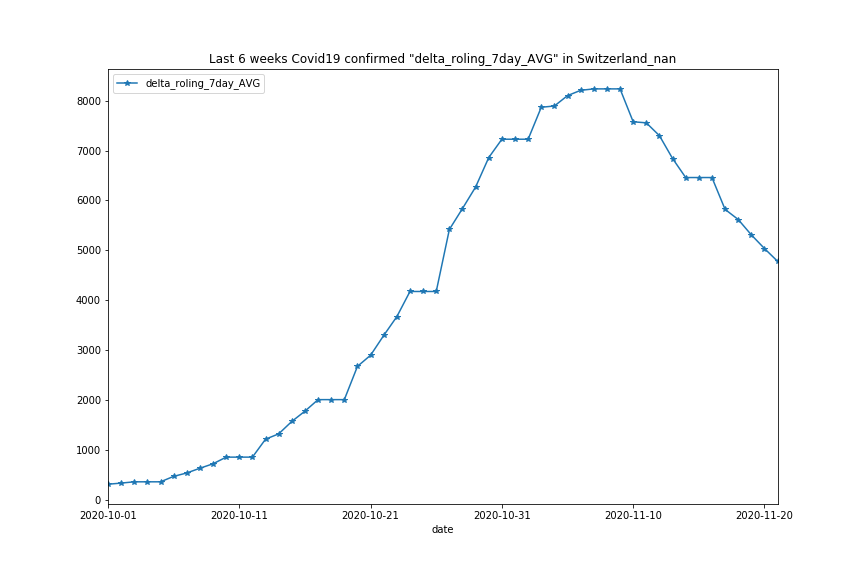 Last 6 weeks Covid19 confirmed "delta_roling_7day_AVG" in Switzerland_nan
delta_roling_7day_AVG
8000
7000
6000
5000
4000
3000
2000
1000
0
2020-10-01 2020-10-11 2020-10-21 2020-10-31 2020-11-10 2020-11-20
date